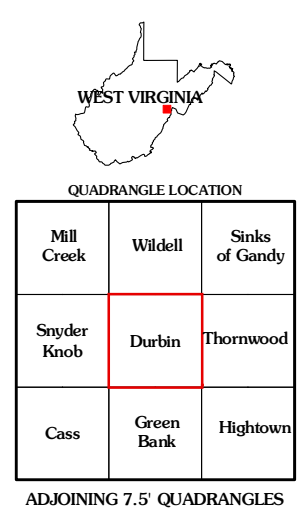 WEST VIRGINIA
QUADRANGLE LOCATION
Mill
Creek
Wildell
Sinks
of Gandy
Snyder
Knob
Durbin
Thornwood
Cass
Green
Bank
Hightown
ADJOINING 7.5' QUADRANGLES